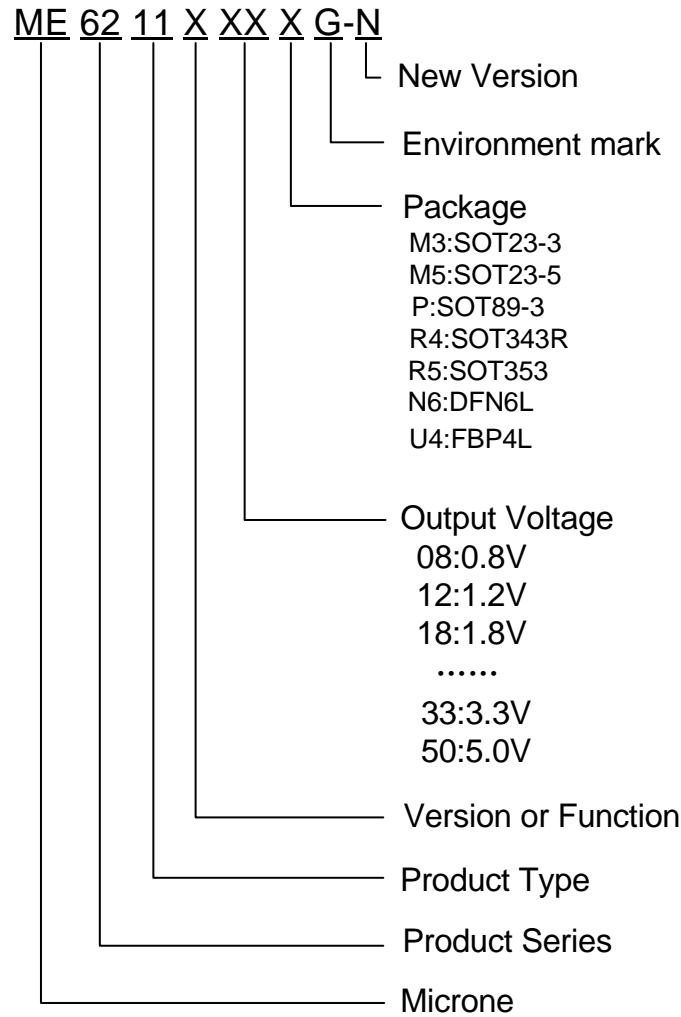 ME 62 11 X XX X G-N
New Version
Environment mark
Package
M3:SOT23-3
M5:SOT23-5
P:SOT89-3
R4:SOT343R
R5:SOT353
N6:DFN6L
U4:FBP4L
Output Voltage
08:0.8V
12:1.2V
18:1.8V
……
33:3.3V
50:5.0V
Version or Function
Product Type
Product Series
Microne